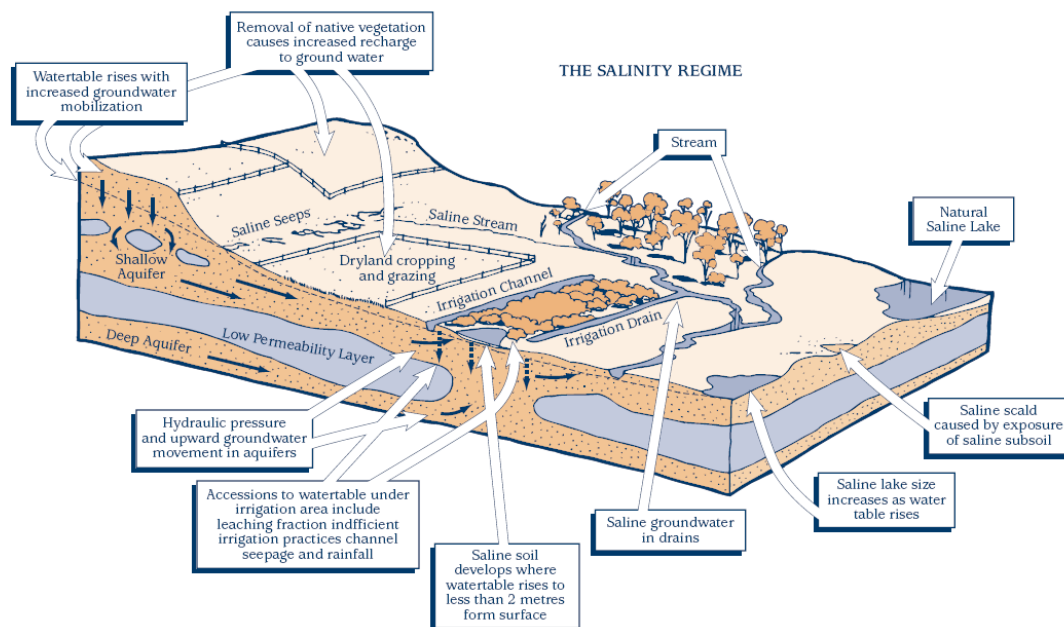 Removal of native vegetation
causes increased recharge
to ground water
THE SALINITY REGIME
Watertable rises with
increased groundwater
mobilization
Stream
Natural
Saline Lake
Saline Seeps
Saline Stream
Shallow
Aquifer
Dryland cropping
and grazing
Irrigation Channel
Irrigation Drain
Low Permeability Layer
Deep Aquifer
Hydraulic pressure
and upward groundwater
movement in aquifers
Saline scald
caused by exposure
of saline subsoil
Accessions to watertable under
irrigation area include
leaching fraction indfficient
irrigation practices channel
seepage and rainfall
Saline lake size
increases as water
table rises
Saline groundwater
in drains
Saline soil
develops where
watertable rises to
less than 2 metres
form surface